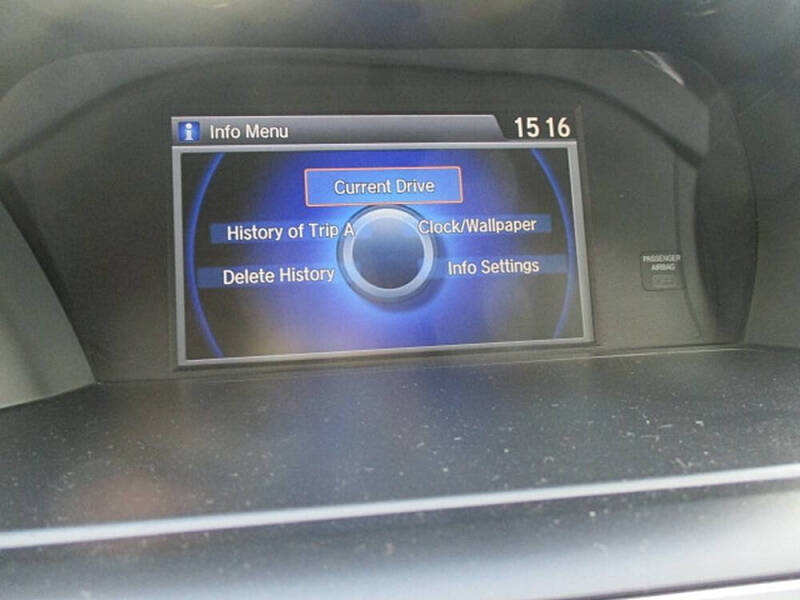 i Info Menu 15 16
Current Drive
History of Trip A Clock/Wallpaper
Delete History Info Settings
PASSENGER
AIRBAG